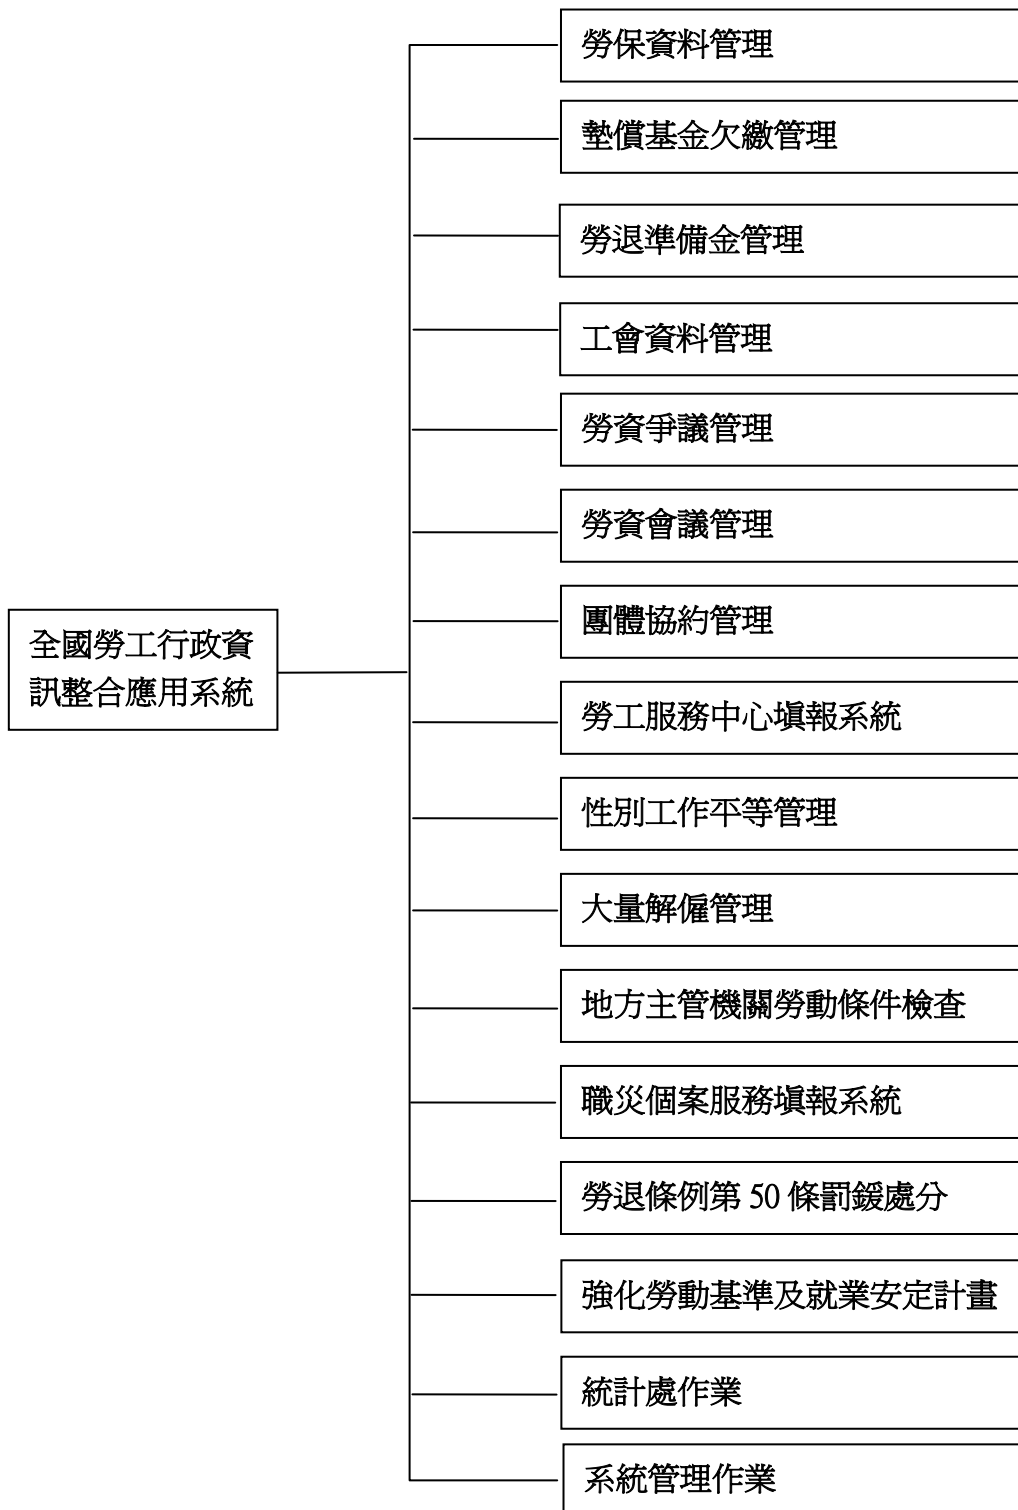 勞保資料管理
墊償基金欠繳管理
勞退準備金管理
工會資料管理
勞資爭議管理
勞資會議管理
團體協約管理
全國勞工行政資
訊整合應用系統
勞工服務中心填報系統
性別工作平等管理
大量解僱管理
地方主管機關勞動條件檢查
職災個案服務填報系統
勞退條例第 50 條罰鍰處分
強化勞動基準及就業安定計畫
統計處作業
系統管理作業